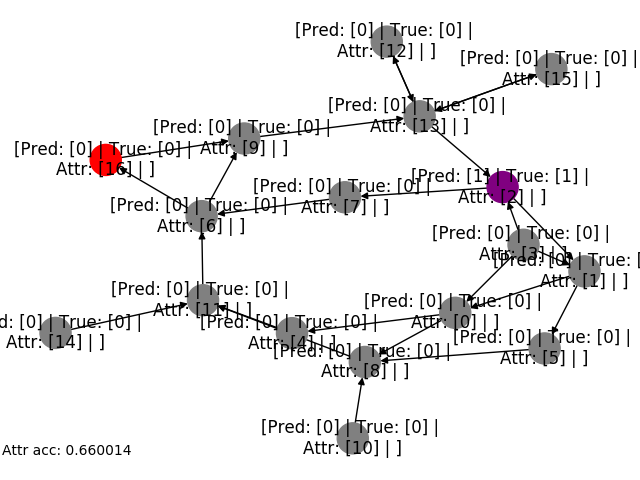 [Pred: [0] | True: [0] |
Attr: [12] | ]
[Pred: [0] | True: [0] |
Attr: [15] | ]
[Pred: [0] | True: [0] |
Attr: [13] | ]
[Pred: [0] | True: [0] |
Attr: [9] | ]
[Pred: [0] | True: [0] |
Attr: [16] | ]
[Pred: [1] | True: [1] |
Attr: [2] | ]
[Pred: [0] | True: [0] |
Attr: [7] | ]
[Pred: [0] | True: [0] |
Attr: [6] | ]
[Pred: [0] | True: [0] |
Attr: [3] | ]
[Pred: [0] | True: [
Attr: [1] | ]
[Pred: [0] | True: [0] |
Attr: [11] | ]
[Pred: [0] | True: [0] |
Attr: [0] | ]
d: [0] | True: [0] |
Attr: [14] | ]
[Pred: [0] | True: [0] |
Attr: [4] | ]
[Pred: [0] | True: [0] |
Attr: [5] | ]
[Pred: [0] | True: [0] |
Attr: [8] | ]
[Pred: [0] | True: [0] |
Attr: [10] | ]
Attr acc: 0.660014